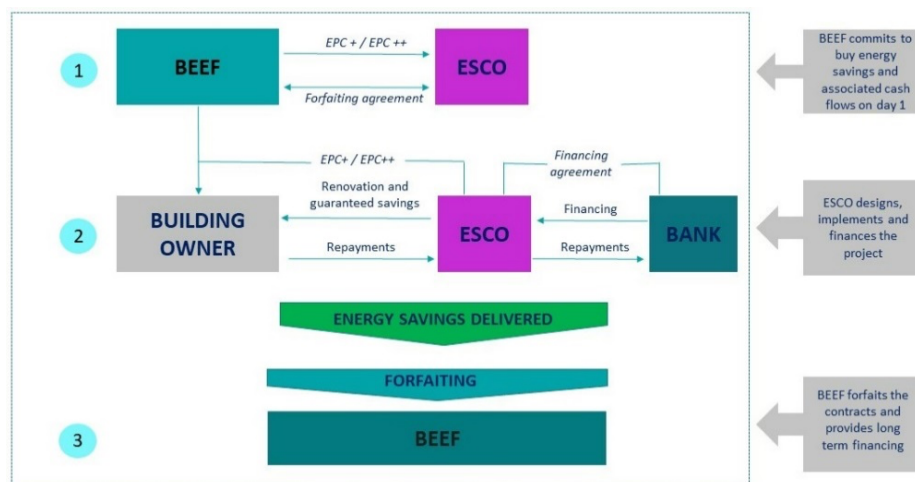 1
BEEF
EPC + / EPC ++
Forfaiting agreement
ESCO
BEEF commits to
buy energy
savings and
associated cash
flows on day 1
EPC+ / EPC++
Financing
agreement
2
BUILDING
OWNER
Renovation and
guaranteed savings
Repayments
ESCO
Financing
Repayments
BANK
ESCO designs,
implements and
finances the
project
ENERGY SAVINGS DELIVERED
FORFAITING
3
BEEF
BEEF forfaits the
contracts and
provides long
term financing